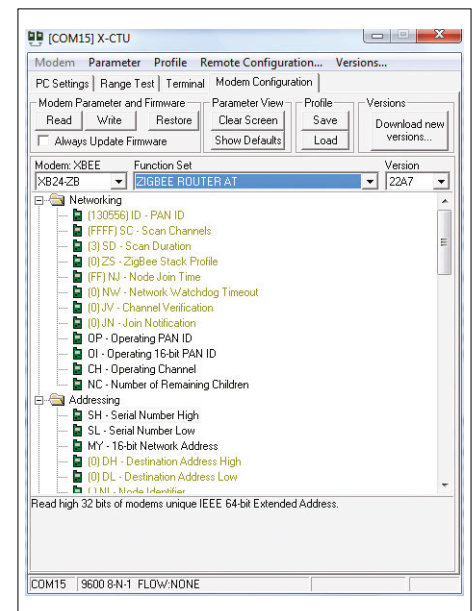 [COM15] X-CTU
Modem Parameter Profile Remote Configuration... Versions...
PC Settings Range Test Terminal Modem Configuration
Modem Parameter and Firmware Parameter View Profile Versions
Read Write Restore Clear Screen Save Download new versions...
Always Update Firmware Show Defaults Load
Modem: XBEE Function Set Version
XB24-ZB ZIGBEE ROUTER AT 22A7
Networking
(130556) ID - PAN ID
(FFFF) SC - Scan Channels
(3) SD - Scan Duration
(0) ZS - ZigBee Stack Profile
(FF) NJ - Node Join Time
(0) NW - Network Watchdog Timeout
(0) JV - Channel Verification
(0) JN - Join Notification
OP - Operating PAN ID
OI - Operating 16-bit PAN ID
CH - Operating Channel
NC - Number of Remaining Children
Addressing
SH - Serial Number High
SL - Serial Number Low
MY - 16-bit Network Address
(0) DH - Destination Address High
(0) DL - Destination Address Low
( ) NI - Node Identifier
Read high 32 bits of modems unique IEEE 64-bit Extended Address.
COM15 9600 8-N-1 FLOW:NONE